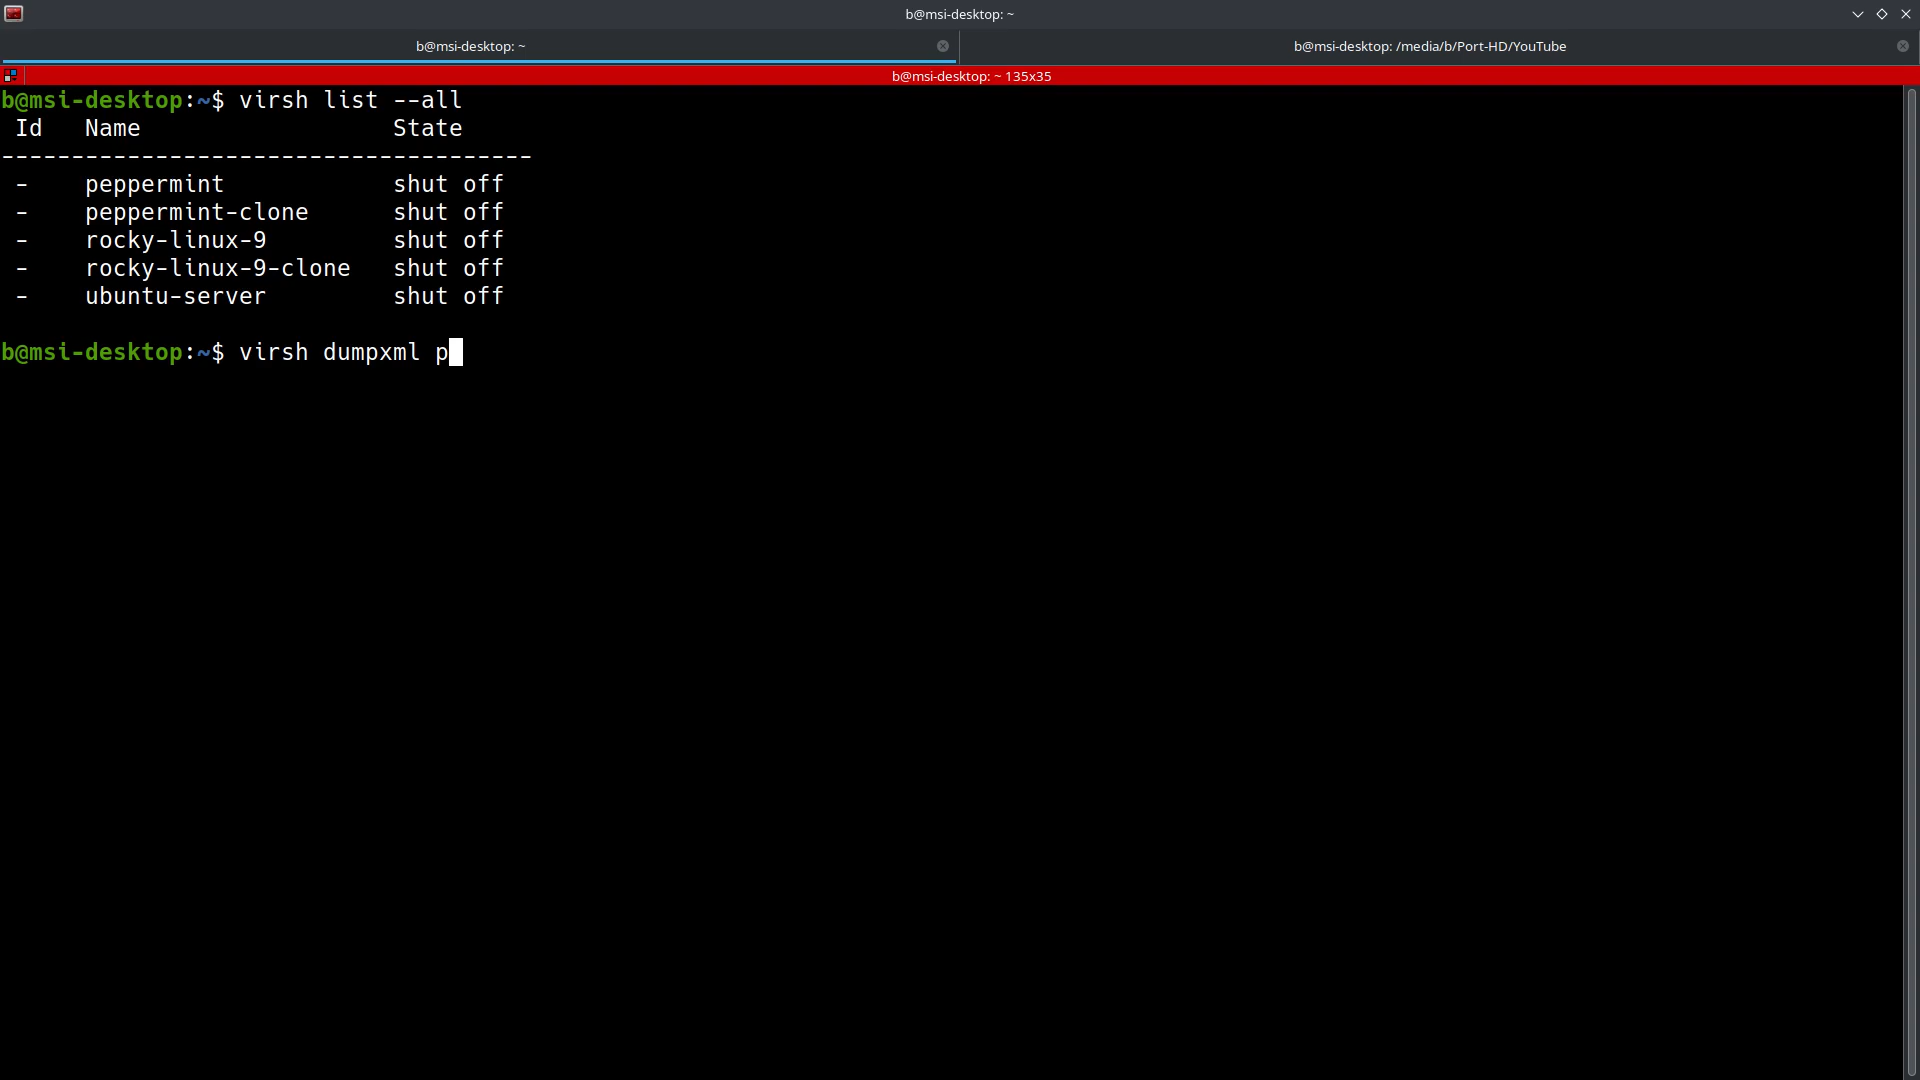 b@msi-desktop: ~
b@msi-desktop: ~
b@msi-desktop: /media/b/Port-HD/YouTube
b@msi-desktop: ~ 135x35
b@msi-desktop:~$ virsh list --all
 Id   Name                  State
--------------------------------------
 -    peppermint            shut off
 -    peppermint-clone      shut off
 -    rocky-linux-9         shut off
 -    rocky-linux-9-clone   shut off
 -    ubuntu-server         shut off
b@msi-desktop:~$ virsh dumpxml p